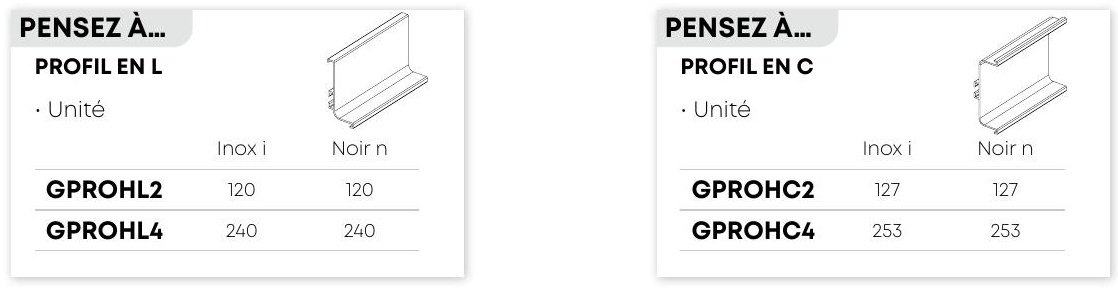 PENSEZ À...
PROFIL EN L
· Unité
Inox i Noir n
GPROHL2 120 120
GPROHL4 240 240
PENSEZ À...
PROFIL EN C
· Unité
Inox i Noir n
GPROHC2 127 127
GPROHC4 253 253